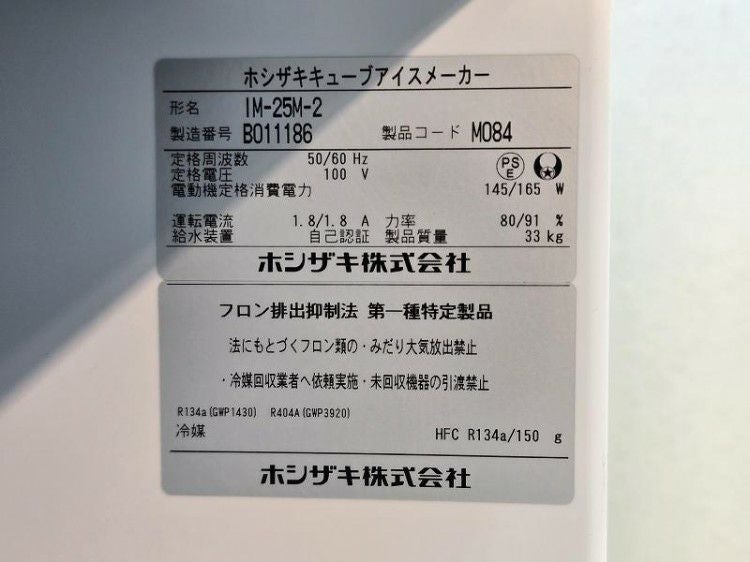 ホシザキキューブアイスメーカー
形名 IM-25M-2
製造番号 B011186 製品コード M084
定格周波数 50/60 Hz
定格電圧 100 V
PS E
電動機定格消費電力 145/165 W
運転電流 1.8/1.8 A 力率 80/91 %
給水装置 自己認証 製品質量 33 kg
ホシザキ株式会社
フロン排出抑制法 第一種特定製品
法にもとづくフロン類の・みだり大気放出禁止
・冷媒回収業者へ依頼実施・未回収機器の引渡禁止
R134a(GWP1430) R404A(GWP3920)
冷媒 HFC R134a/150 g
ホシザキ株式会社